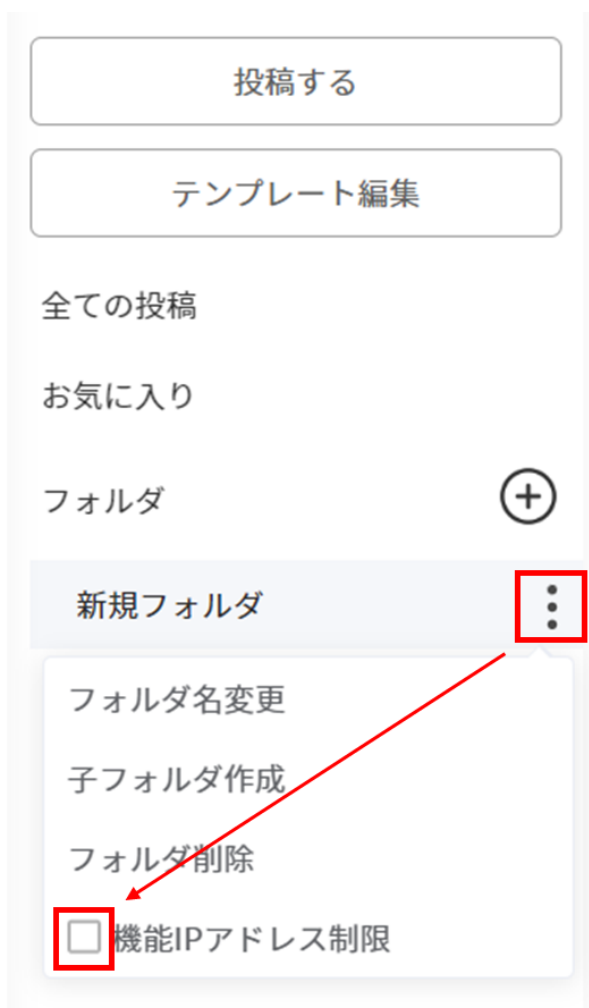 投稿する
テンプレート編集
全ての投稿
お気に入り
フォルダ
新規フォルダ
フォルダ名変更
子フォルダ作成
フォルダ削除
機能IPアドレス制限